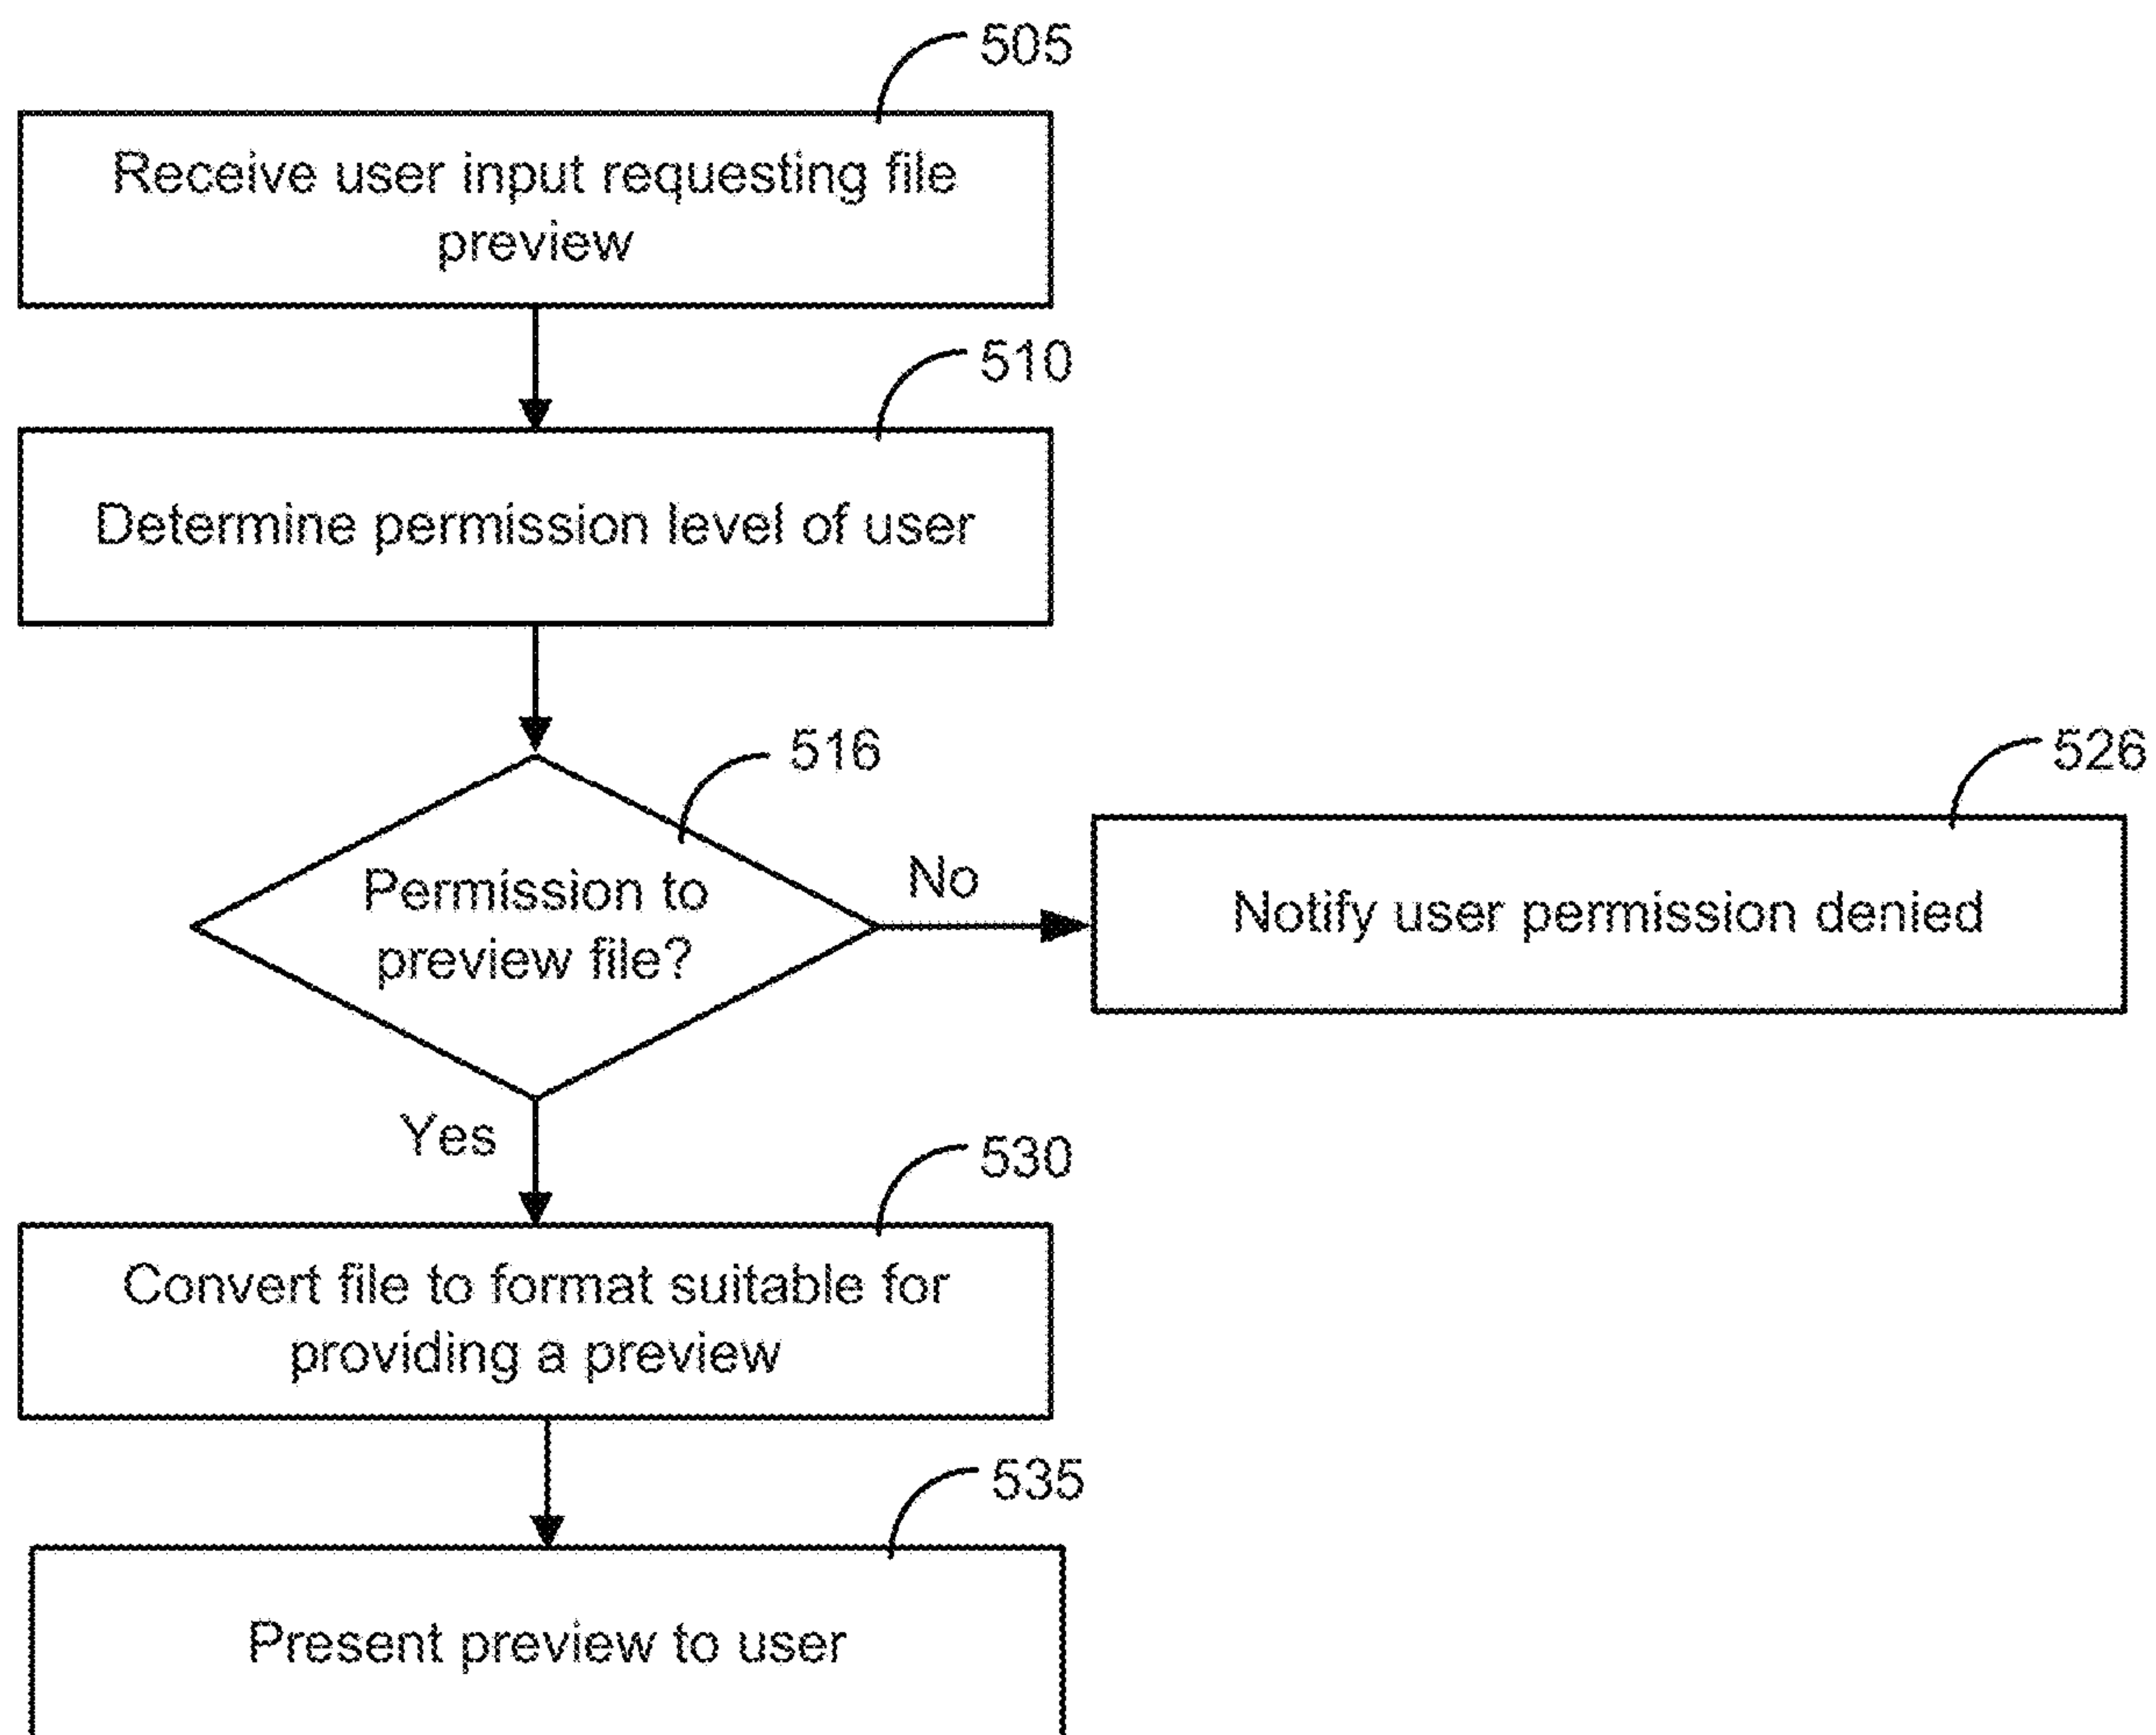 505
Receive user input requesting file
preview
510
Determine permission level of user
516
526
Permission to
preview file?
No
Notify user permission denied
Yes
530
Convert file to format suitable for
providing a preview
535
Present preview to user